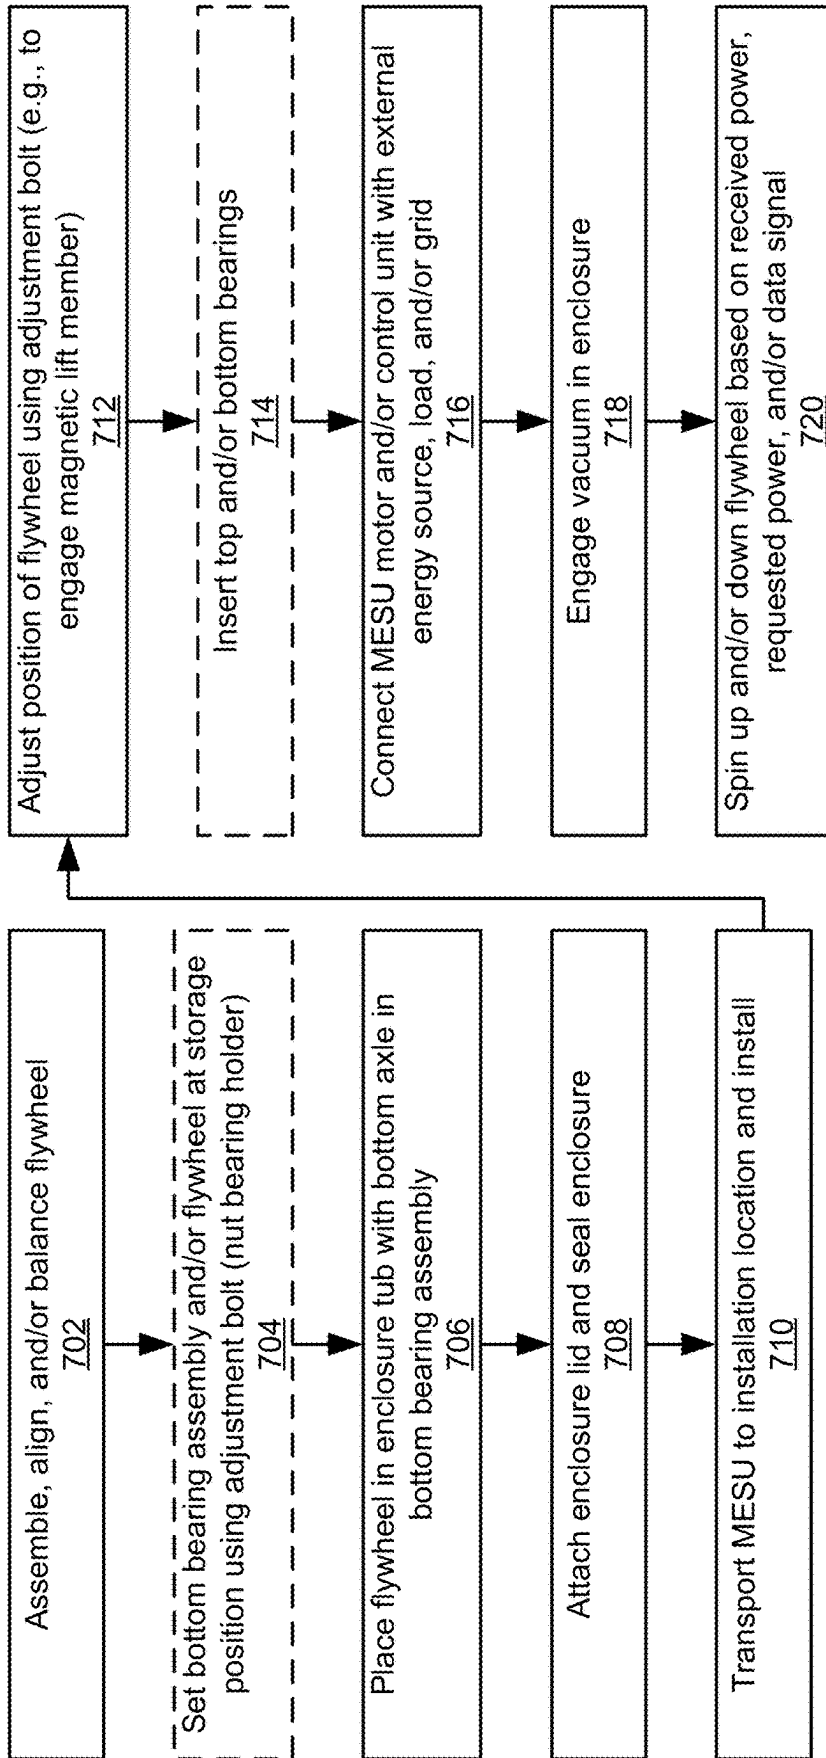 Assemble, align, and/or balance flywheel
702
Set bottom bearing assembly and/or flywheel at storage
position using adjustment bolt (nut bearing holder)
704
Place flywheel in enclosure tub with bottom axle in
bottom bearing assembly
706
Attach enclosure lid and seal enclosure
708
Transport MESU to installation location and install
710
Adjust position of flywheel using adjustment bolt (e.g., to
engage magnetic lift member)
712
Insert top and/or bottom bearings
714
Connect MESU motor and/or control unit with external
energy source, load, and/or grid
716
Engage vacuum in enclosure
718
Spin up and/or down flywheel based on received power,
requested power, and/or data signal
720